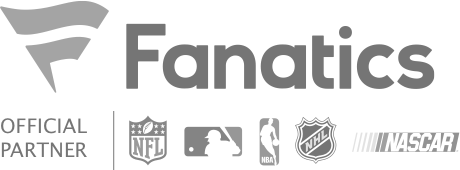 Fanatics
OFFICIAL
PARTNER
NFL
NBA
NHL
NASCAR